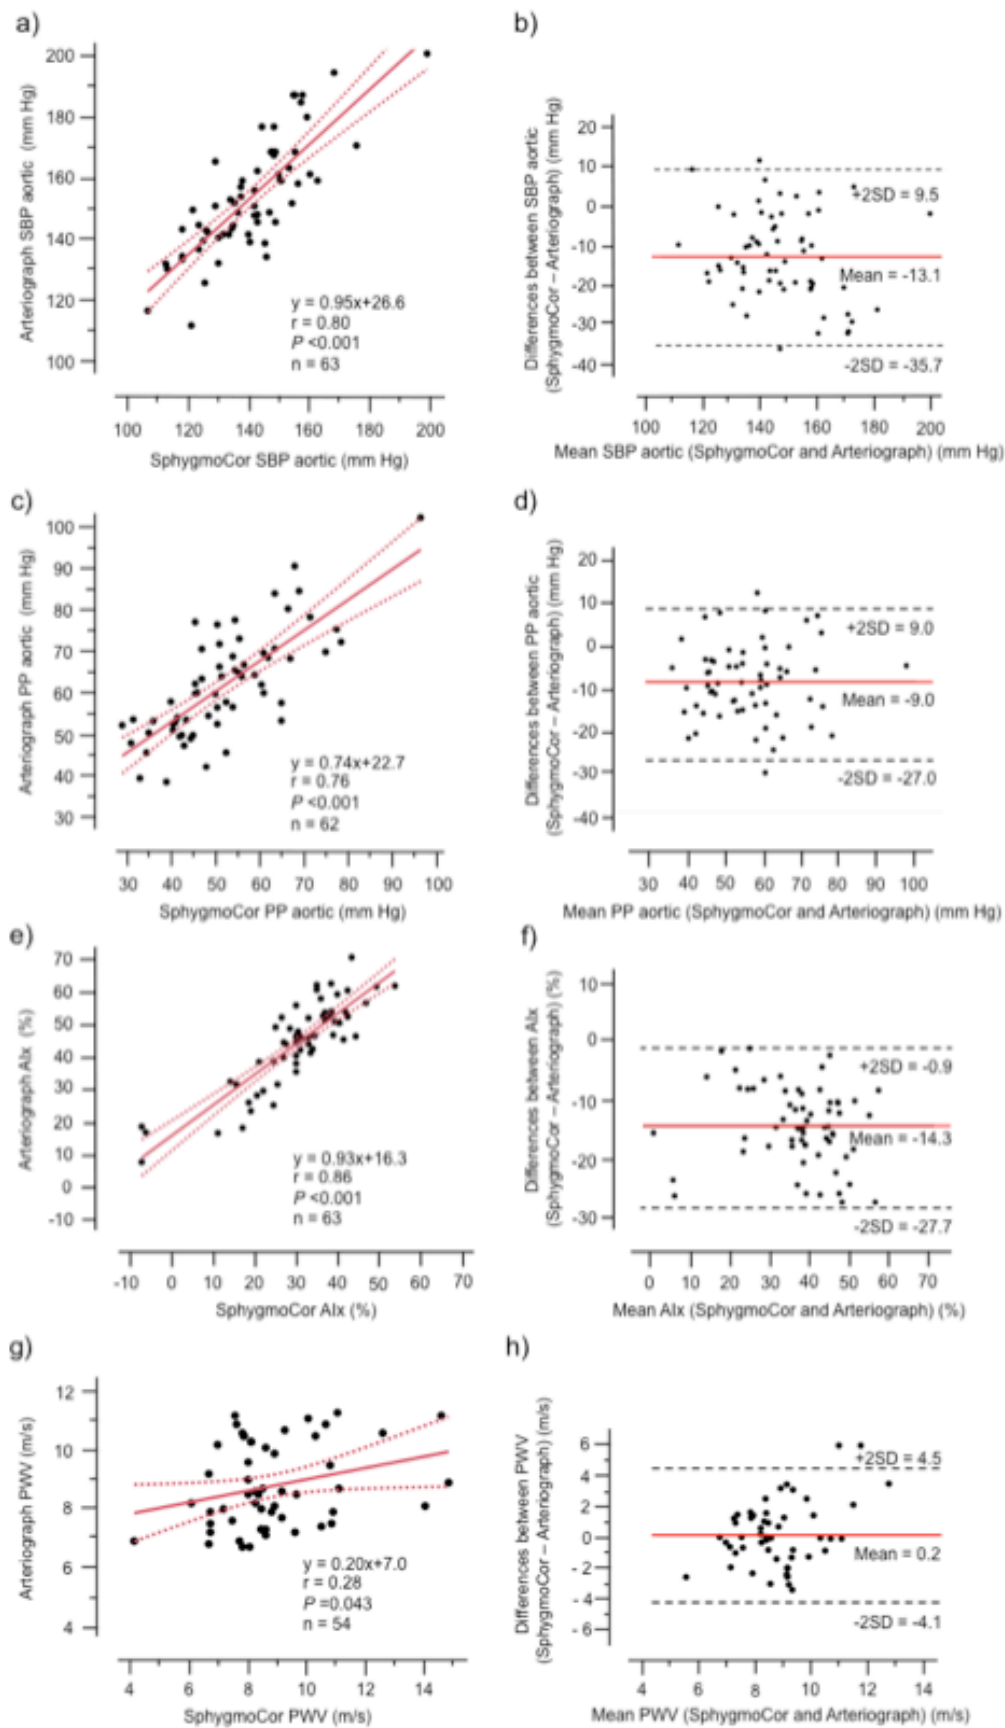 a)
Arteriograph SBP aortic (mm Hg)
200
180
160
140
120
100
y = 0.95x+26.6
r = 0.80
P <0.001
n = 63
100 120 140 160 180 200
SphygmoCor SBP aortic (mm Hg)
b)
Differences between SBP aortic
(SphygmoCor – Arteriograph) (mm Hg)
20
10
0
-10
-20
-30
-40
+2SD = 9.5
Mean = -13.1
-2SD = -35.7
100 120 140 160 180 200
Mean SBP aortic (SphygmoCor and Arteriograph) (mm Hg)
c)
Arteriograph PP aortic (mm Hg)
100
90
80
70
60
50
40
30
y = 0.74x+22.7
r = 0.76
P <0.001
n = 62
30 40 50 60 70 80 90 100
SphygmoCor PP aortic (mm Hg)
d)
Differences between PP aortic
(SphygmoCor – Arteriograph) (mm Hg)
20
10
0
-10
-20
-30
-40
+2SD = 9.0
Mean = -9.0
-2SD = -27.0
30 40 50 60 70 80 90 100
Mean PP aortic (SphygmoCor and Arteriograph) (mm Hg)
e)
Arteriograph AIx (%)
70
60
50
40
30
20
10
0
-10
y = 0.93x+16.3
r = 0.86
P <0.001
n = 63
-10 0 10 20 30 40 50 60 70
SphygmoCor AIx (%)
f)
Differences between AIx
(SphygmoCor – Arteriograph) (%)
10
0
-10
-20
-30
+2SD = -0.9
Mean = -14.3
-2SD = -27.7
0 10 20 30 40 50 60 70
Mean AIx (SphygmoCor and Arteriograph) (%)
g)
Arteriograph PWV (m/s)
12
10
8
6
4
y = 0.20x+7.0
r = 0.28
P =0.043
n = 54
4 6 8 10 12 14
SphygmoCor PWV (m/s)
h)
Differences between PWV
(SphygmoCor – Arteriograph) (m/s)
6
4
2
0
- 2
- 4
- 6
+2SD = 4.5
Mean = 0.2
-2SD = -4.1
4 6 8 10 12 14
Mean PWV (SphygmoCor and Arteriograph) (m/s)